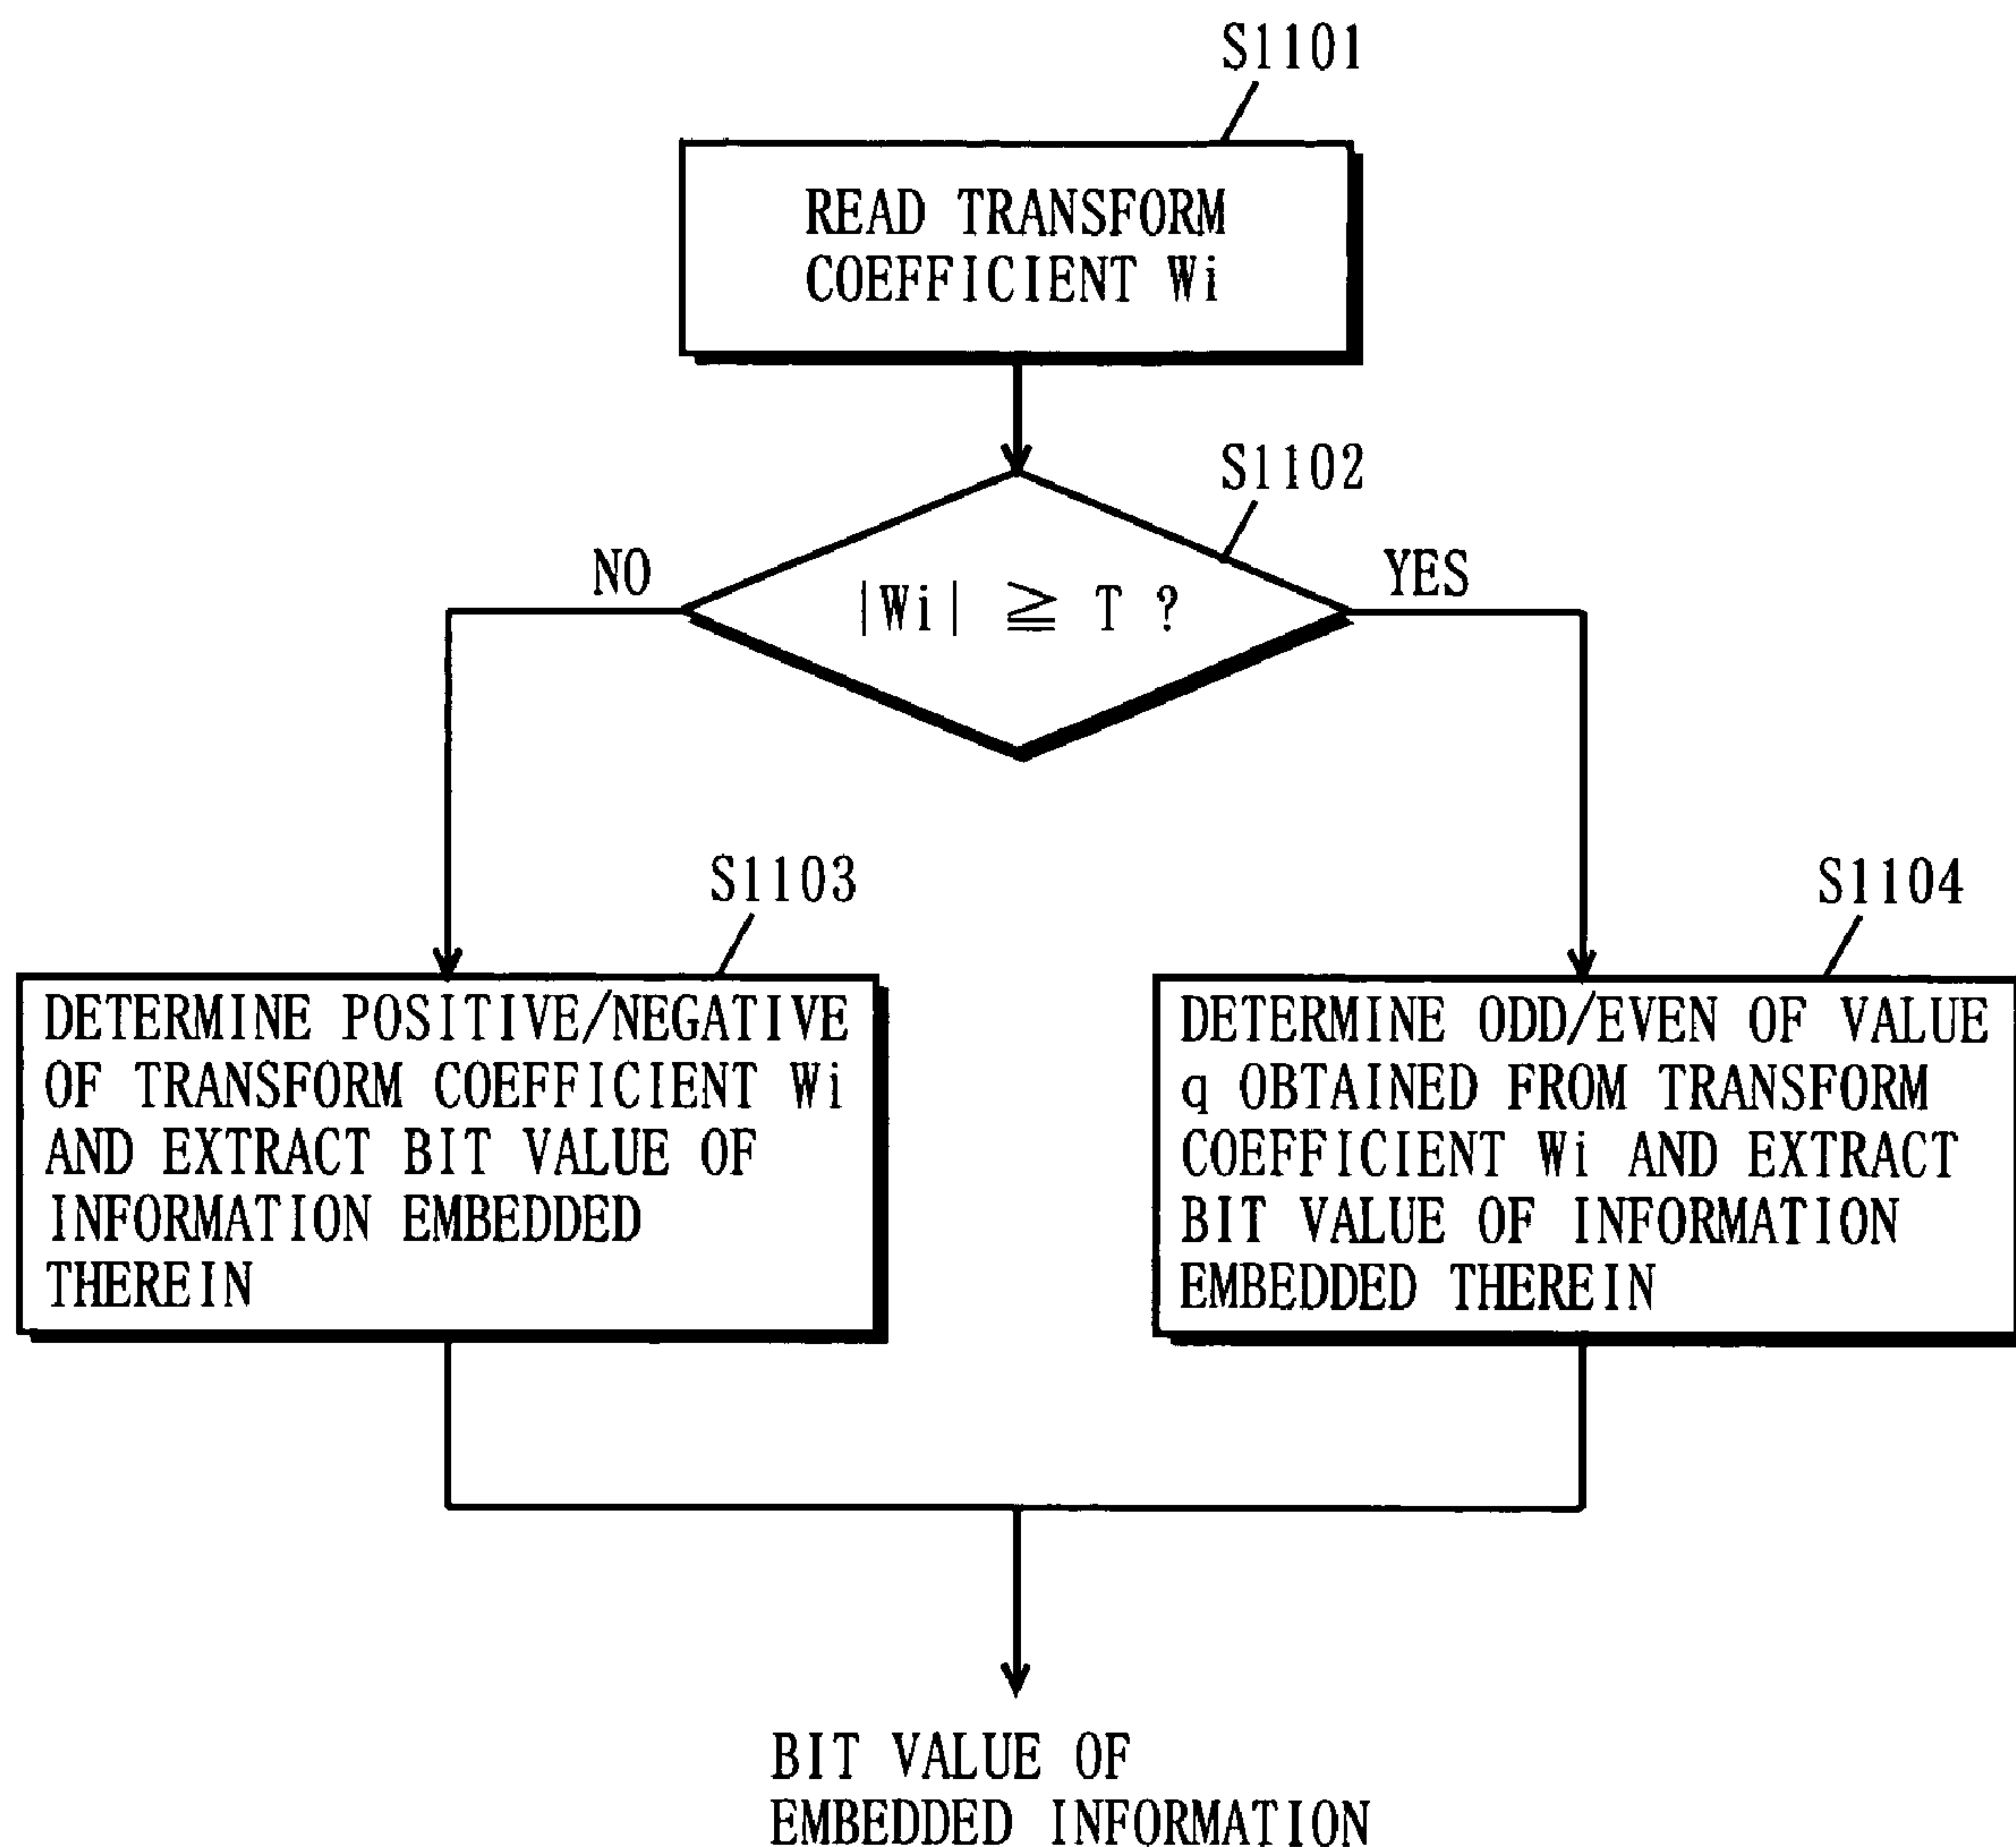 S1101
READ TRANSFORM
COEFFICIENT Wi
S1102
NO
YES
|Wi| ≧ T ?
S1103
S1104
DETERMINE POSITIVE/NEGATIVE
OF TRANSFORM COEFFICIENT Wi
AND EXTRACT BIT VALUE OF
INFORMATION EMBEDDED
THEREIN
DETERMINE ODD/EVEN OF VALUE
q OBTAINED FROM TRANSFORM
COEFFICIENT Wi AND EXTRACT
BIT VALUE OF INFORMATION
EMBEDDED THEREIN
BIT VALUE OF
EMBEDDED INFORMATION